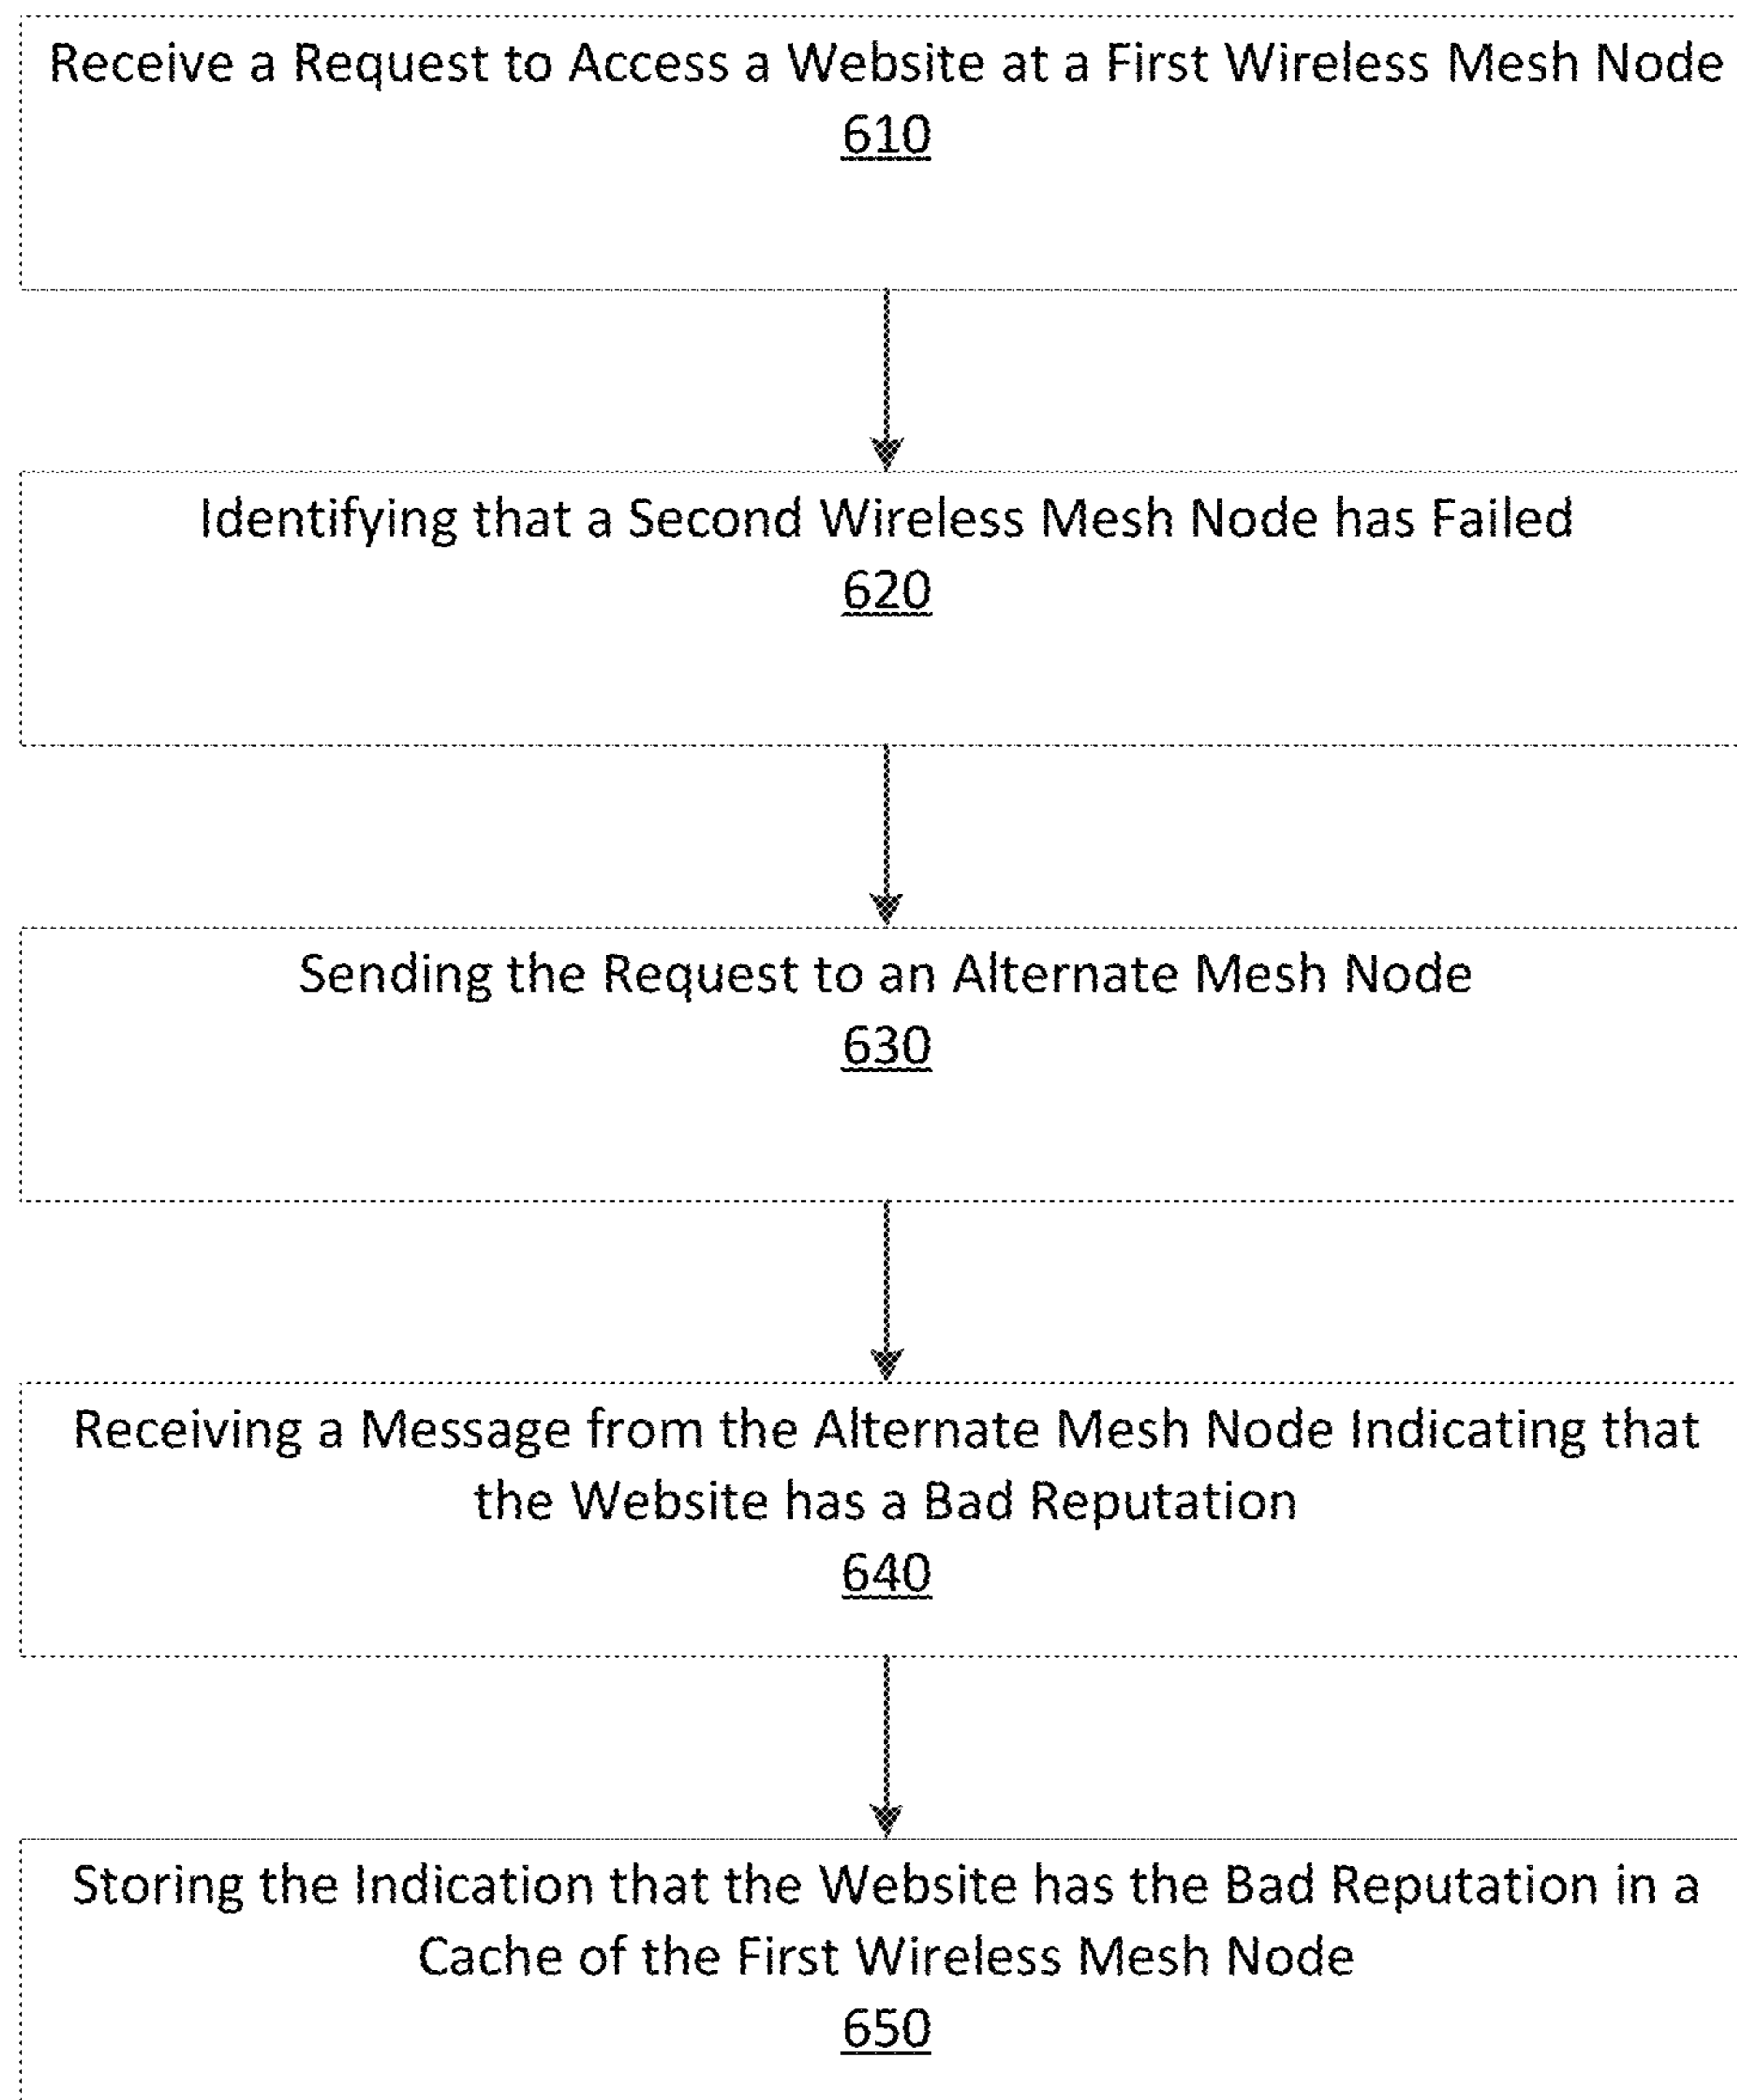 Receive a Request to Access a Website at a First Wireless Mesh Node
610
Identifying that a Second Wireless Mesh Node has Failed
620
Sending the Request to an Alternate Mesh Node
630
Receiving a Message from the Alternate Mesh Node Indicating that
the Website has a Bad Reputation
640
Storing the Indication that the Website has the Bad Reputation in a
Cache of the First Wireless Mesh Node
650